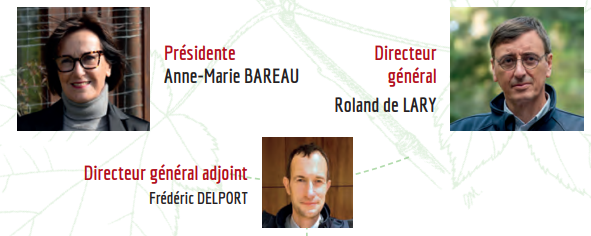 Présidente
Anne-Marie BAREAU
Directeur
général
Roland de LARY
Directeur général adjoint
Frédéric DELPORT